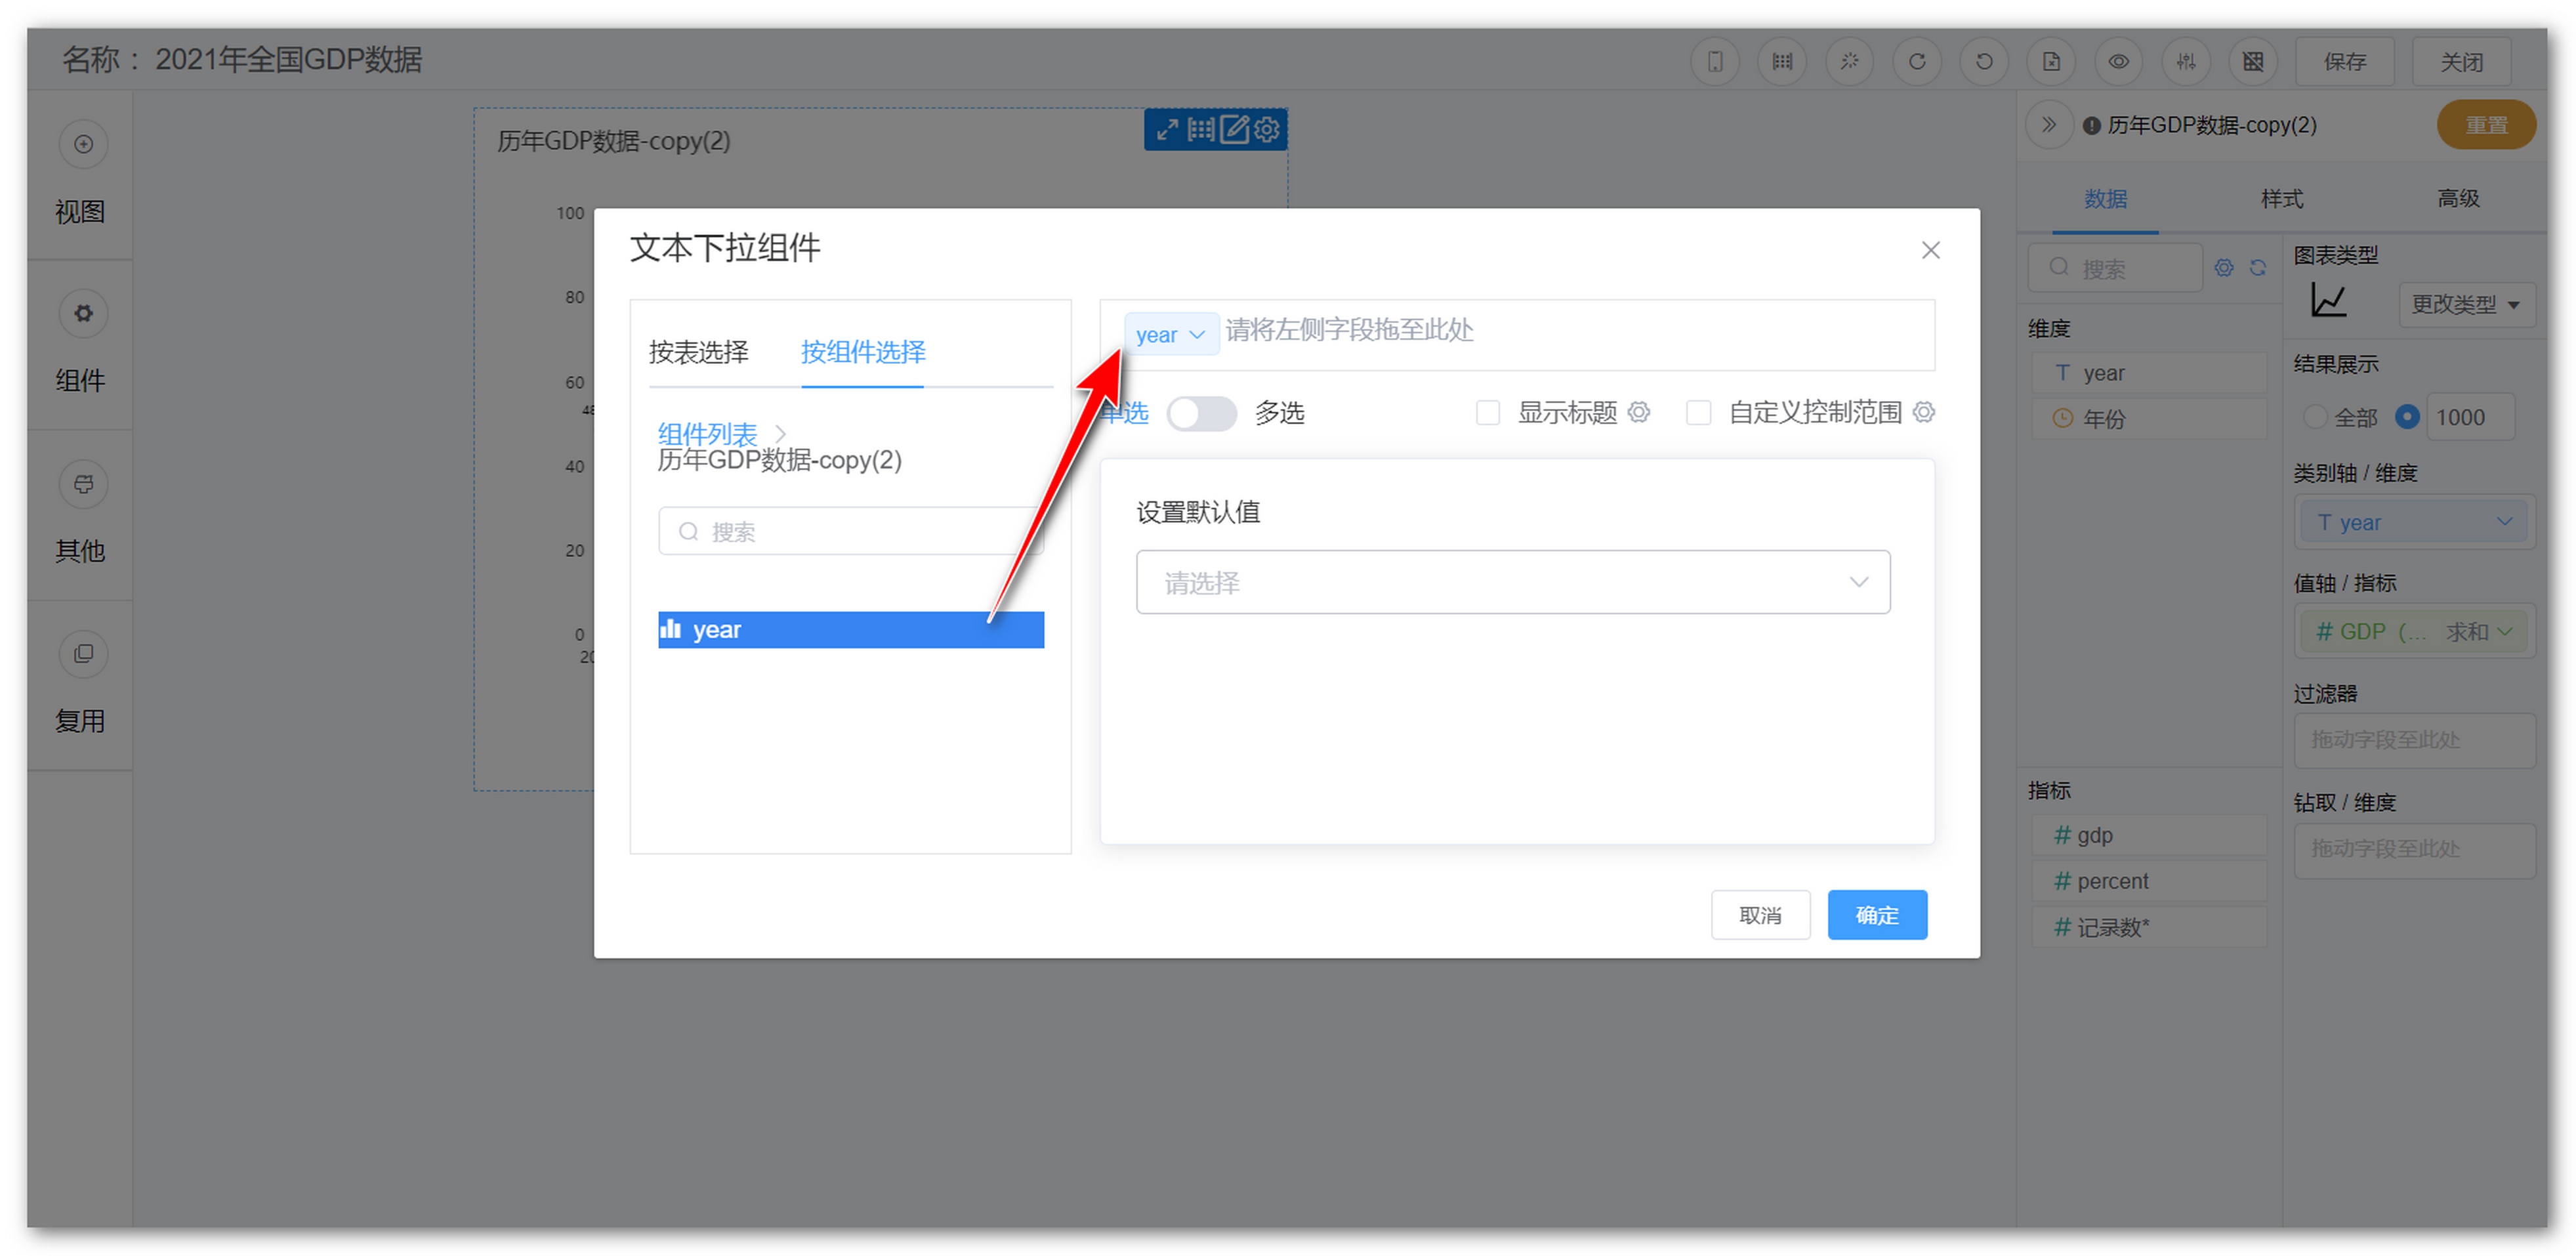 名称： 2021年全国GDP数据
保存
关闭
视图
组件
其他
复用
历年GDP数据-copy(2)
100
80
60
48
40
20
0
20
文本下拉组件
按表选择
按组件选择
组件列表
历年GDP数据-copy(2)
搜索
year
year 请将左侧字段拖至此处
单选 多选
显示标题
自定义控制范围
设置默认值
请选择
取消
确定
历年GDP数据-copy(2)
重置
数据
样式
高级
搜索
维度
year
年份
指标
# gdp
# percent
# 记录数*
图表类型
更改类型
结果展示
全部 1000
类别轴 / 维度
T year
值轴 / 指标
# GDP（... 求和
过滤器
拖动字段至此处
钻取 / 维度
拖动字段至此处